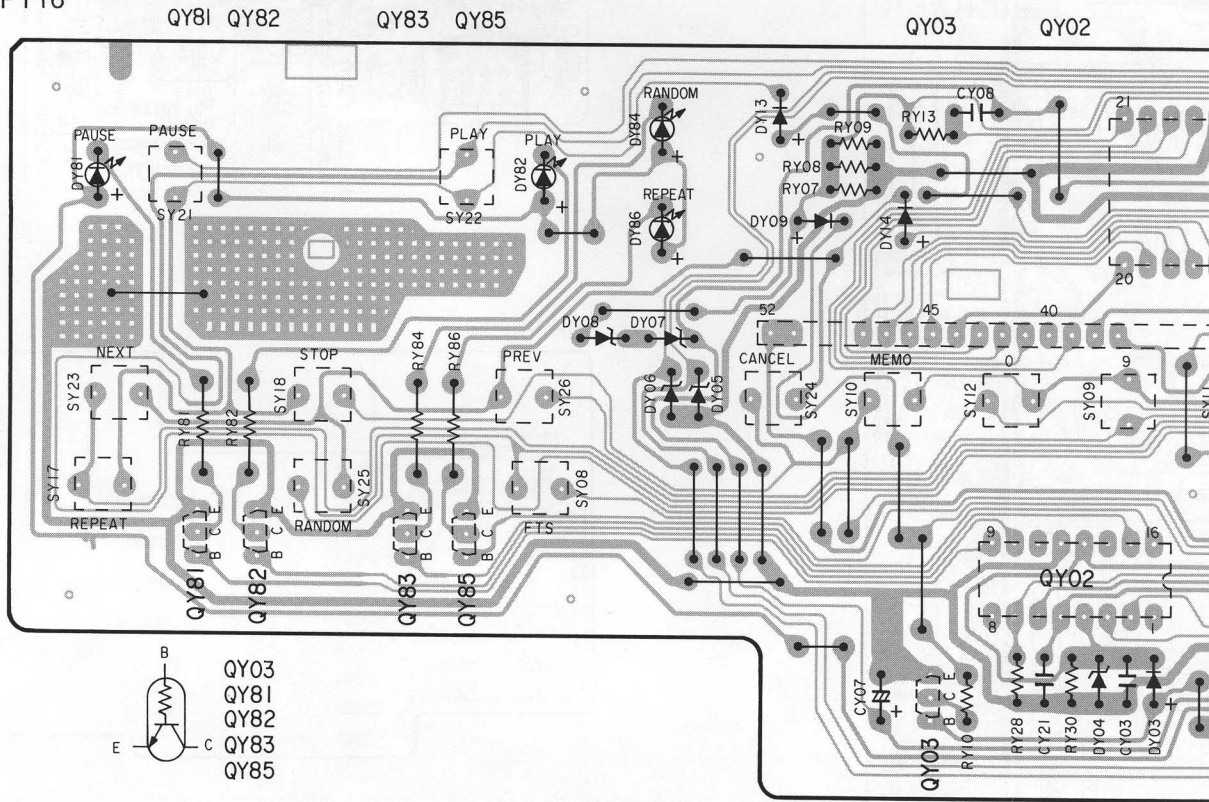 QY81 QY82 QY83 QY85 QY03 QY02
RANDOM
DY84
DY13
CY08
RY13
21
RY09
PAUSE PAUSE
DY81
SY21
PLAY PLAY
SY22
DY82
+
RY08
RY07
REPEAT
DY86
DY09
DY14
+
20
DY08 DY07
52 45 40
NEXT STOP
RY84 RY86
PREV
CANCEL MEMO 0 9
SY23
RY81
RY82
SY18
SY26
DY06
DY05
SY24
SY10
SY12
SY09
SY17
REPEAT
RANDOM
SY25
SY08
FTS
B C E
B C E
B C E
B C E
QY81
QY82
QY83
QY85
9 16
QY02
8 1
B
E C
QY03
QY81
QY82
QY83
QY85
CY07
+
B C E
QY03
RY10
RY28
CY21
RY30
DY04
CY03
DY03
+